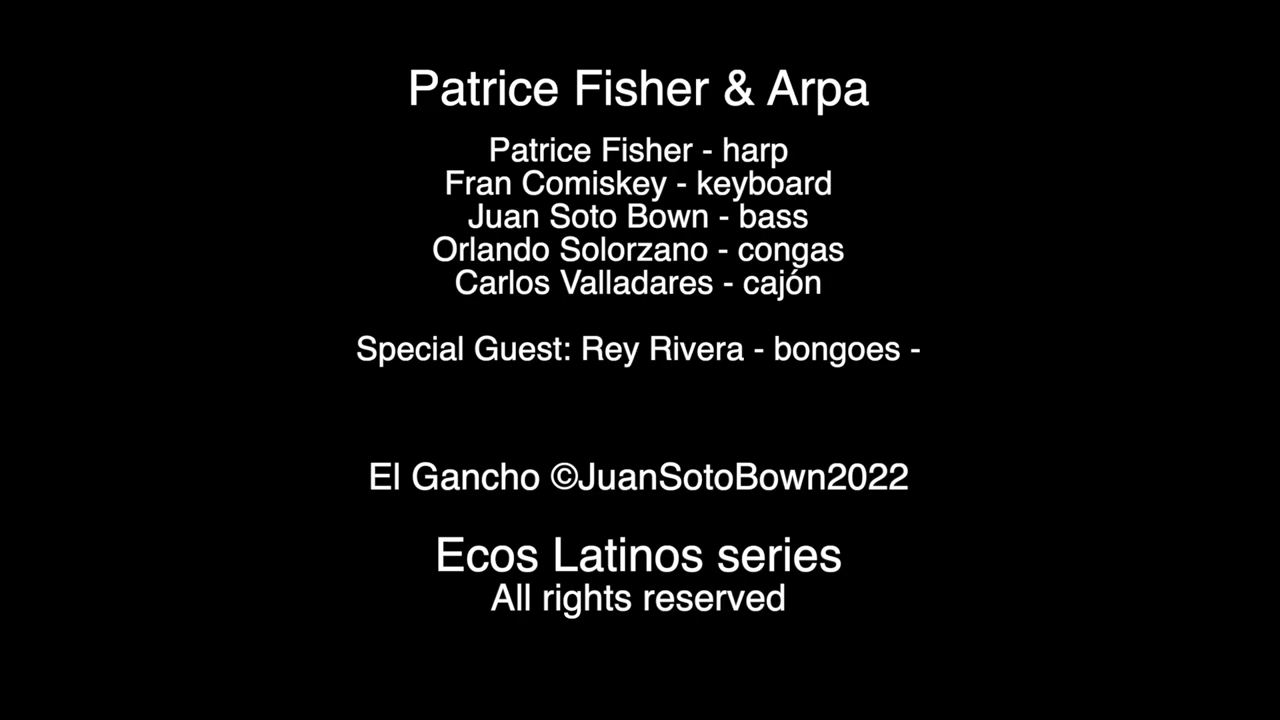 Patrice Fisher & Arpa
Patrice Fisher - harp
Fran Comiskey - keyboard
Juan Soto Bown - bass
Orlando Solorzano - congas
Carlos Valladares - cajón
Special Guest: Rey Rivera - bongoes -
El Gancho ©JuanSotoBown2022
Ecos Latinos series
All rights reserved